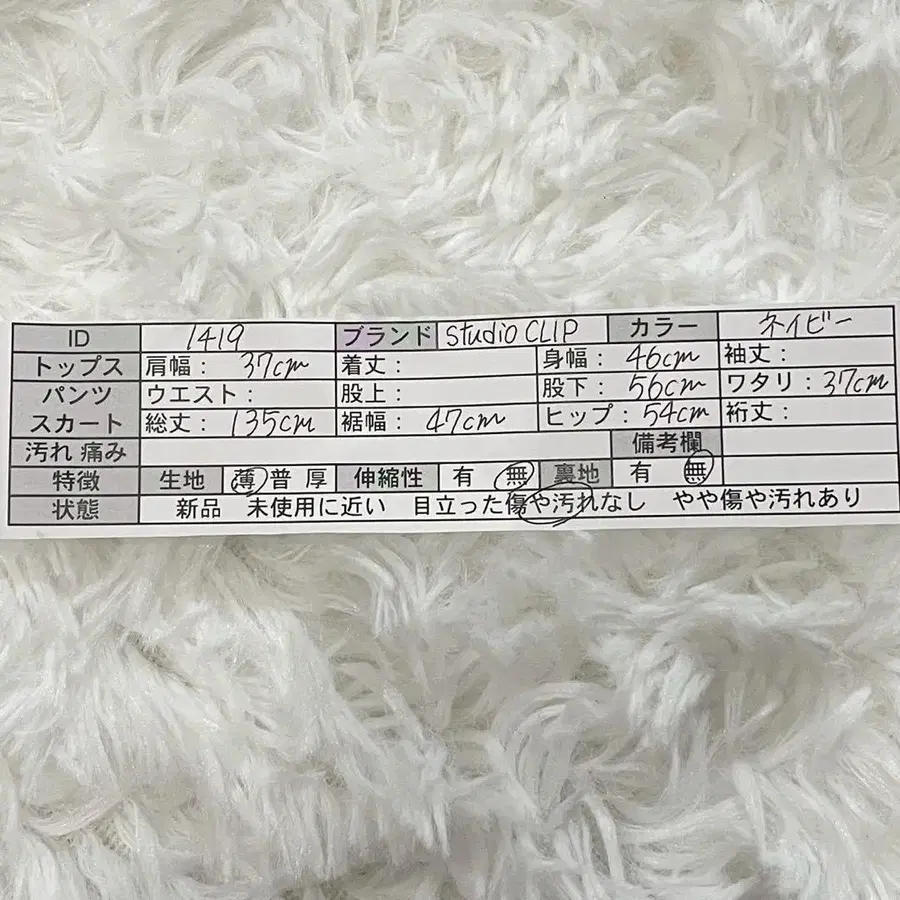 ID 1419 ブランド studio CLIP カラー ネイビー
トップス 肩幅： 37cm 着丈： 身幅： 46cm 袖丈：
パンツ ウエスト： 股上： 股下： 56cm ワタリ： 37cm
スカート 総丈： 135cm 裾幅： 47cm ヒップ： 54cm 裄丈：
汚れ 痛み 備考欄
特徴 生地 薄 普 厚 伸縮性 有 無 裏地 有 無
状態 新品 未使用に近い 目立った傷や汚れなし やや傷や汚れあり